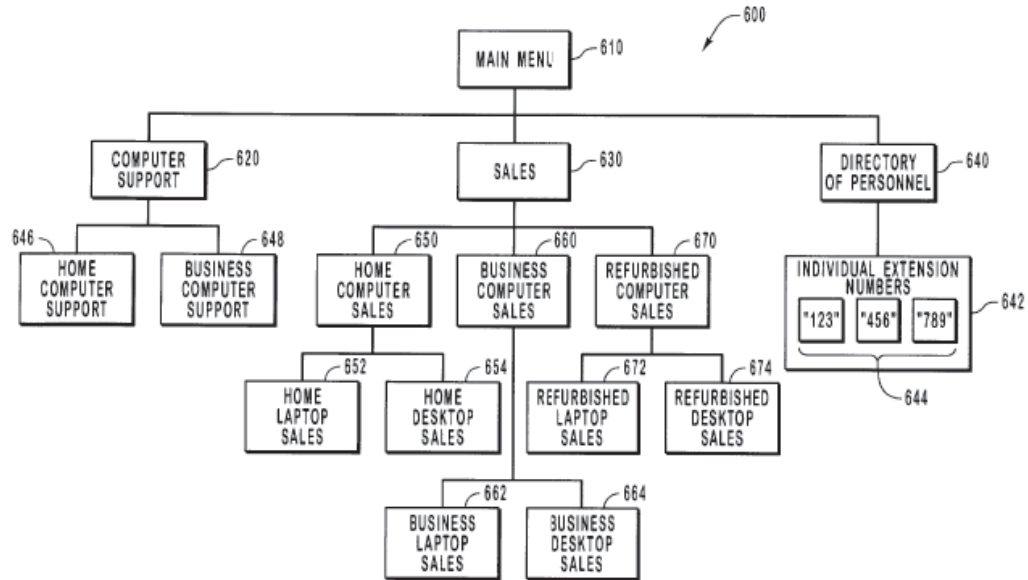 600
MAIN MENU
610
COMPUTER
SUPPORT
620
SALES
630
DIRECTORY
OF PERSONNEL
640
646
HOME
COMPUTER
SUPPORT
648
BUSINESS
COMPUTER
SUPPORT
650
HOME
COMPUTER
SALES
660
BUSINESS
COMPUTER
SALES
670
REFURBISHED
COMPUTER
SALES
INDIVIDUAL EXTENSION
NUMBERS
"123" "456" "789"
642
644
652
HOME
LAPTOP
SALES
654
HOME
DESKTOP
SALES
672
REFURBISHED
LAPTOP
SALES
674
REFURBISHED
DESKTOP
SALES
662
BUSINESS
LAPTOP
SALES
664
BUSINESS
DESKTOP
SALES